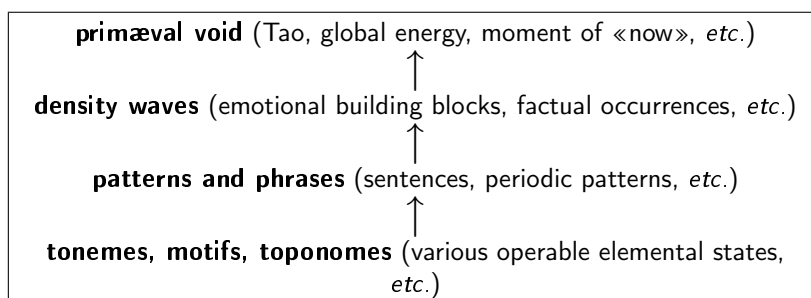 primæval void (Tao, global energy, moment of «now», etc.)
density waves (emotional building blocks, factual occurrences, etc.)
patterns and phrases (sentences, periodic patterns, etc.)
tonemes, motifs, toponomes (various operable elemental states,
etc.)